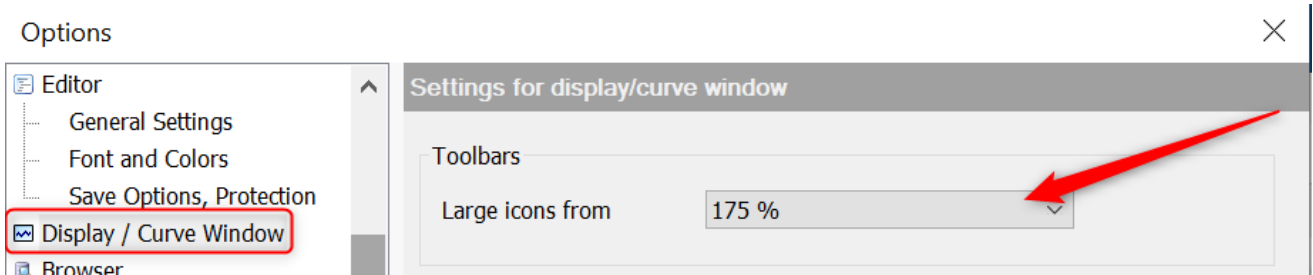 Options
Editor
General Settings
Font and Colors
Save Options, Protection
Display / Curve Window
Browser
Settings for display/curve window
Toolbars
Large icons from
175 %